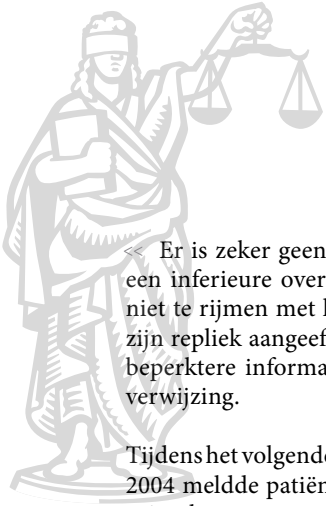 << Er is zeker geen
een inferieure over
niet te rijmen met
zijn repliek aangeef
beperktere informa
verwijzing.
Tijdens het volgende
2004 meldde patiën